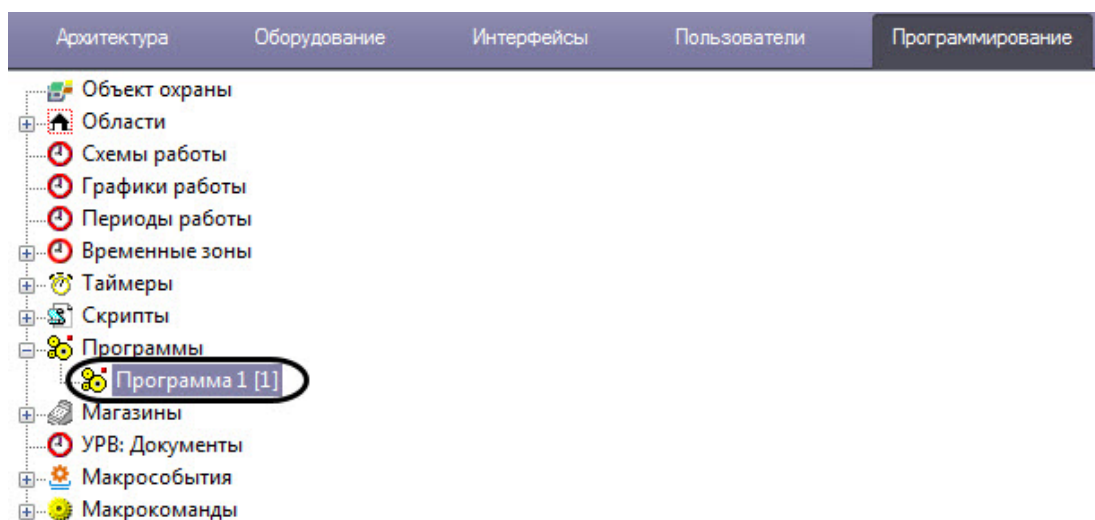 Архитектура Оборудование Интерфейсы Пользователи Программирование
Объект охраны
Области
Схемы работы
Графики работы
Периоды работы
Временные зоны
Таймеры
Скрипты
Программы
Программа 1 [1]
Магазины
УРВ: Документы
Макрособытия
Макрокоманды